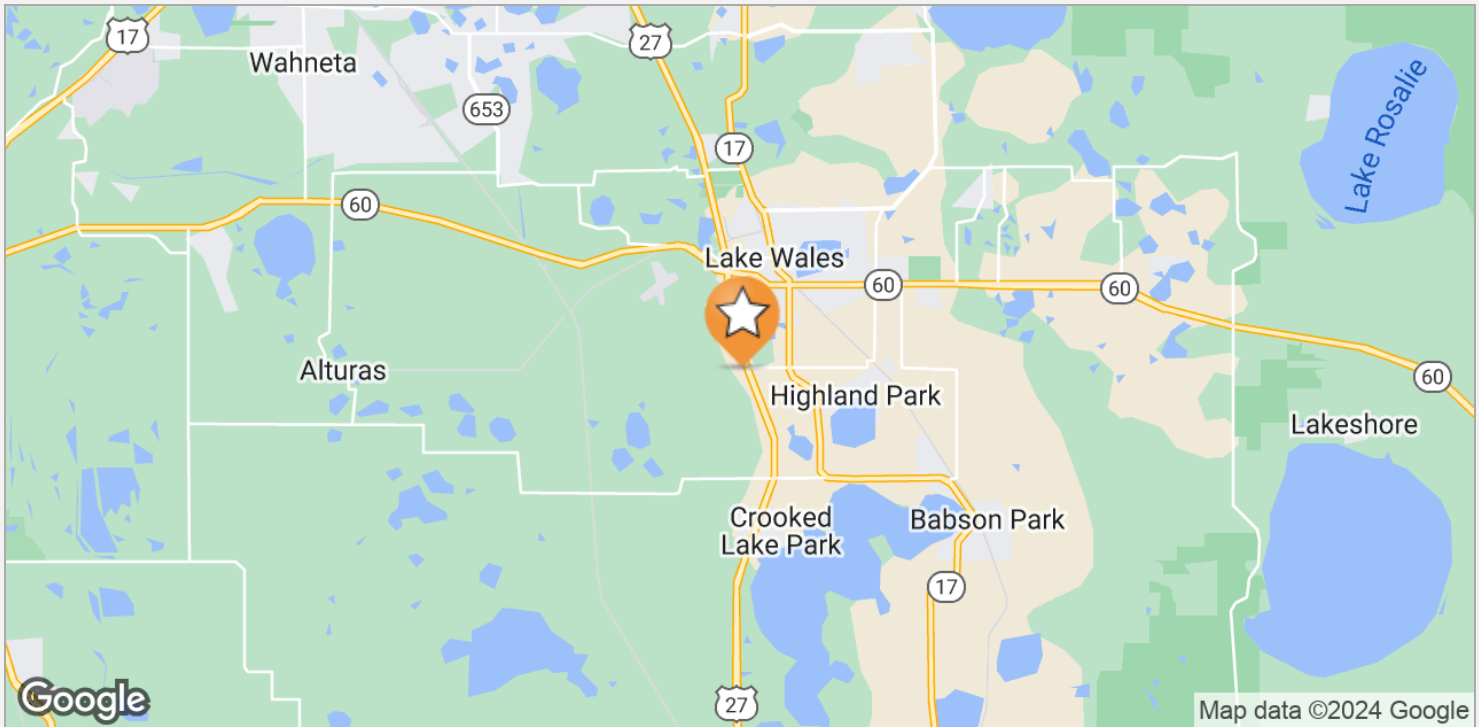 17
Wahneta
27
653
17
Lake Rosalie
60
Lake Wales
60
60
Alturas
Highland Park
60
Lakeshore
Crooked
Lake Park
Babson Park
17
27
Google
Map data ©2024 Google